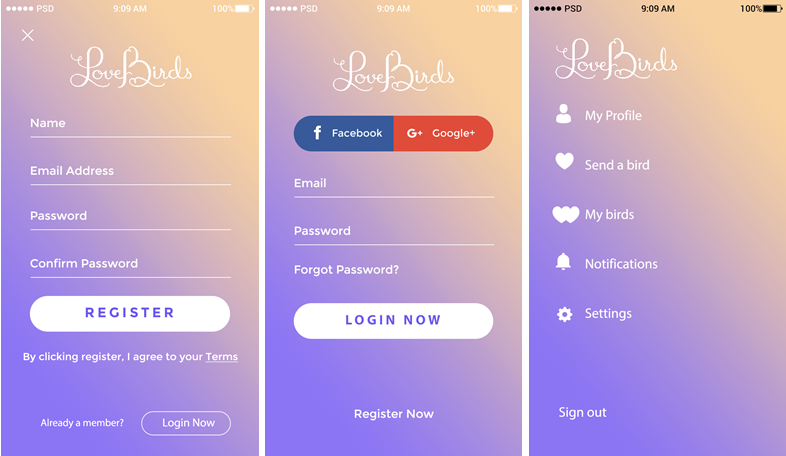 PSD 9:09 AM 100%
LoveBirds
Name
Email Address
Password
Confirm Password
REGISTER
By clicking register, I agree to your Terms
Already a member? Login Now
PSD 9:09 AM 100%
LoveBirds
Facebook G+ Google+
Email
Password
Forgot Password?
LOGIN NOW
Register Now
PSD 9:09 AM 100%
LoveBirds
My Profile
Send a bird
My birds
Notifications
Settings
Sign out